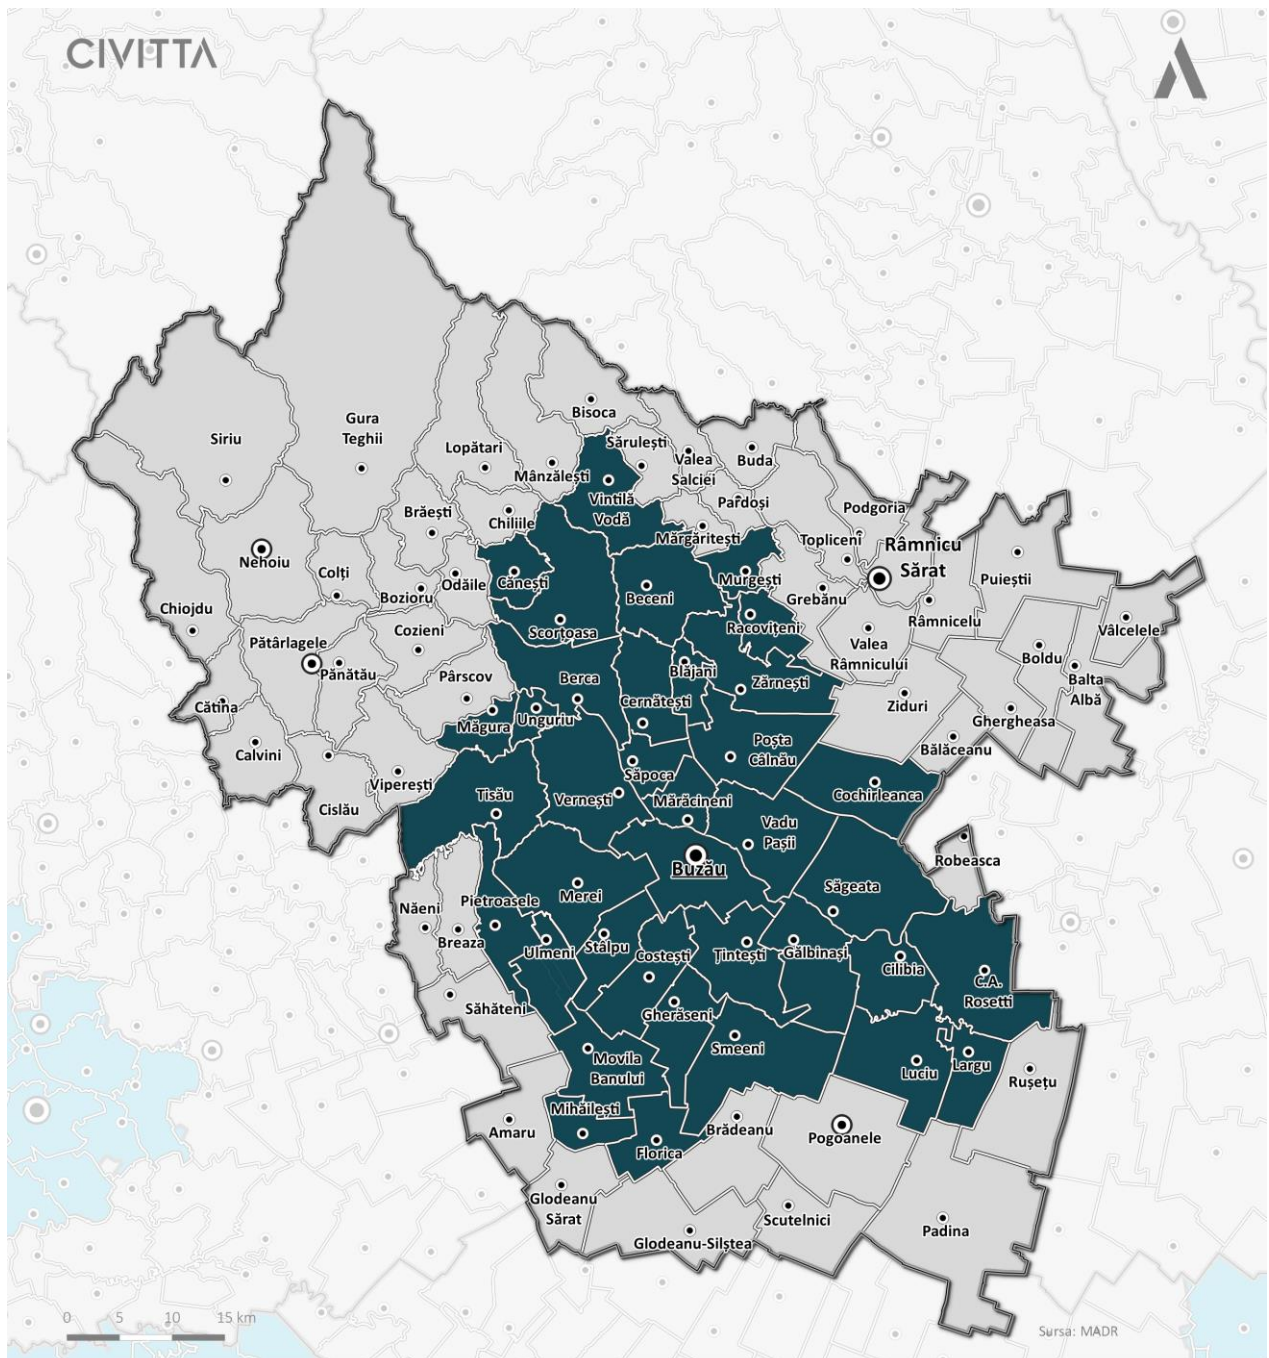 CIVITTA
Bisoca
Siriu
Gura
Teghii
Lopătari
Sărulești
Mânzălești
Valea
Salciei
Buda
Vintilă
Vodă
Pardoși
Podgoria
Brăești
Chiliile
Mărgăritești
Topliceni
Râmnicu
Sărat
Nehoiu
Colți
Bozioru
Odăile
Cănești
Beceni
Murgești
Grebănu
Puieștii
Chiojdu
Cozieni
Scorțoasa
Racovițeni
Râmnicelu
Vâlcelele
Pătârlagele
Pănătău
Pârscov
Berca
Blăjani
Zărnești
Valea
Râmnicului
Boldu
Balta
Albă
Cătina
Măgura
Unguriu
Cernătești
Ziduri
Ghergheasa
Calvini
Poșta
Câlnău
Bălăceanu
Viperești
Săpoca
Cislău
Tisău
Vernești
Mărăcineni
Cochirleanca
Vadu
Pașii
Buzău
Robeasca
Merei
Săgeata
Năeni
Breaza
Pietroasele
Ulmeni
Stâlpu
Costești
Țintești
Gălbinași
Cilibia
C.A.
Rosetti
Săhăteni
Gherăseni
Smeeni
Movila
Banului
Luciu
Largu
Rușețu
Mihăilești
Amaru
Florica
Brădeanu
Pogoanele
Glodeanu
Sărat
Scutelnici
Padina
Glodeanu-Silștea
0 5 10 15 km
Sursa: MADR